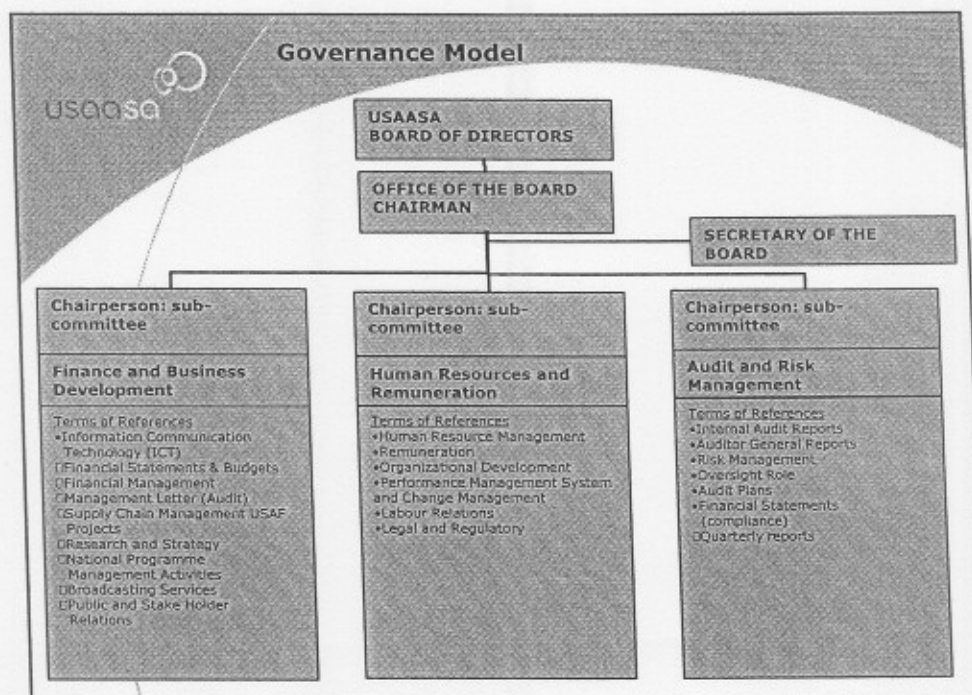 Governance Model
usaasa
USAASA
BOARD OF DIRECTORS
OFFICE OF THE BOARD
CHAIRMAN
SECRETARY OF THE
BOARD
Chairperson: sub-
committee
Finance and Business
Development
Terms of References
•Information Communication
Technology (ICT)
▯Financial Statements & Budgets
▯Financial Management
▯Management Letter (Audit)
▯Supply Chain Management USAF
Projects
▯Research and Strategy
▯National Programme
Management Activities
▯Broadcasting Services
▯Public and Stake Holder
Relations
Chairperson: sub-
committee
Human Resources and
Remuneration
Terms of References
•Human Resource Management
•Remuneration
•Organizational Development
•Performance Management System
and Change Management
•Labour Relations
•Legal and Regulatory
Chairperson: sub-
committee
Audit and Risk
Management
Terms of References
•Internal Audit Reports
•Auditor General Reports
•Risk Management
•Oversight Role
•Audit Plans
•Financial Statements
(compliance)
▯Quarterly reports